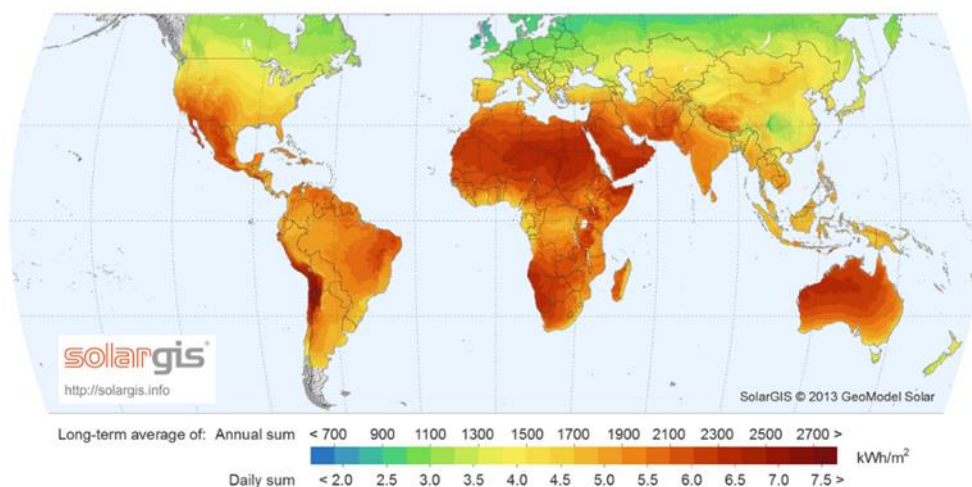 solargis
http://solargis.info
SolarGIS © 2013 GeoModel Solar
Long-term average of: Annual sum < 700 900 1100 1300 1500 1700 1900 2100 2300 2500 2700 > kWh/m²
Daily sum < 2.0 2.5 3.0 3.5 4.0 4.5 5.0 5.5 6.0 6.5 7.0 7.5 >